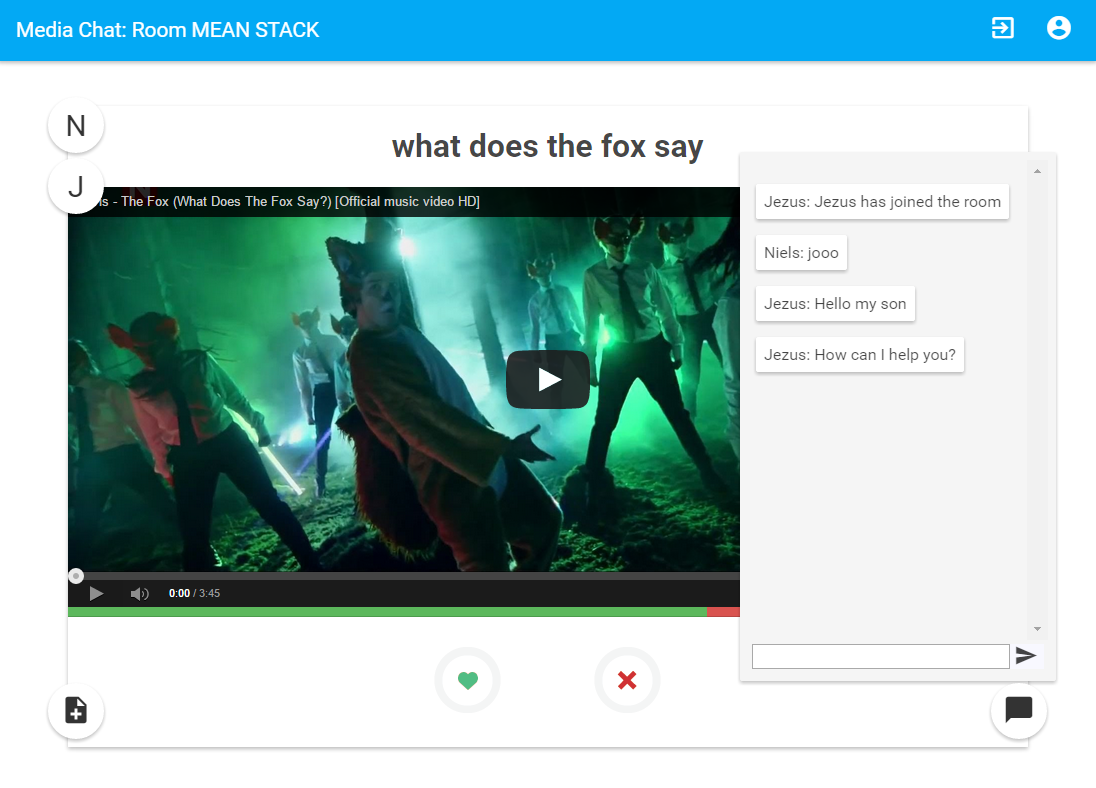 Media Chat: Room MEAN STACK
N
J
what does the fox say
is - The Fox (What Does The Fox Say?) [Official music video HD]
Jezus: Jezus has joined the room
Niels: jooo
Jezus: Hello my son
Jezus: How can I help you?
0:00 / 3:45